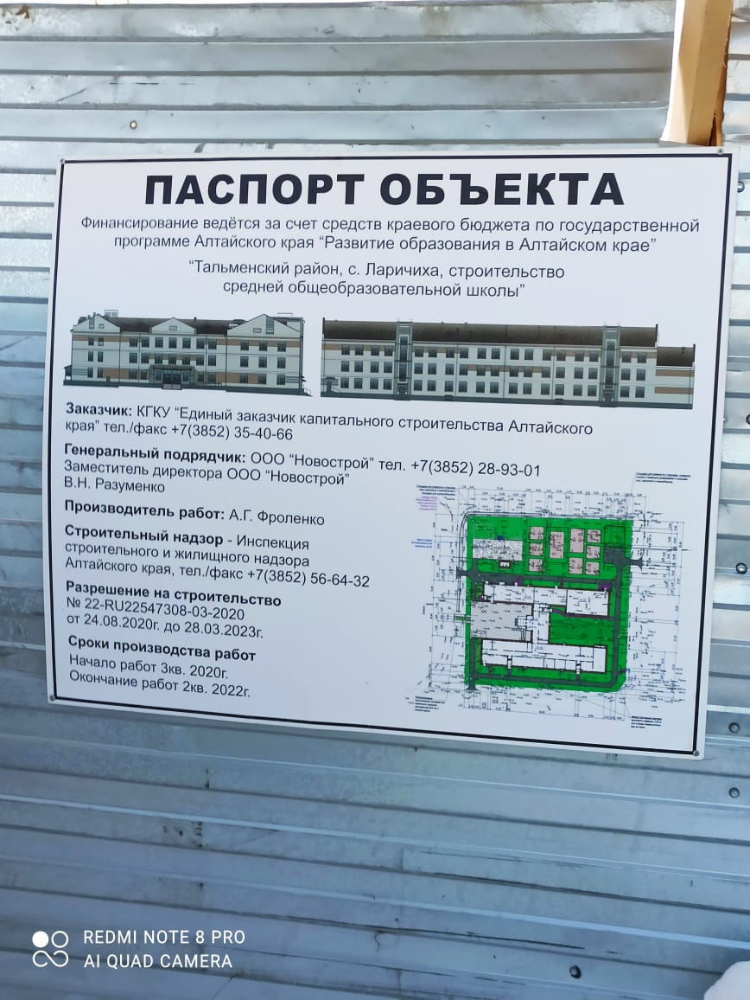 ПАСПОРТ ОБЪЕКТА
Финансирование ведётся за счет средств краевого бюджета по государственной
программе Алтайского края “Развитие образования в Алтайском крае”
“Тальменский район, с. Ларичиха, строительство
средней общеобразовательной школы”
Заказчик: КГКУ “Единый заказчик капитального строительства Алтайского
края” тел./факс +7(3852) 35-40-66
Генеральный подрядчик: ООО “Новострой” тел. +7(3852) 28-93-01
Заместитель директора ООО “Новострой”
В.Н. Разуменко
Производитель работ: А.Г. Фроленко
Строительный надзор - Инспекция
строительного и жилищного надзора
Алтайского края, тел./факс +7(3852) 56-64-32
Разрешение на строительство
№ 22-RU22547308-03-2020
от 24.08.2020г. до 28.03.2023г.
Сроки производства работ
Начало работ 3кв. 2020г.
Окончание работ 2кв. 2022г.
REDMI NOTE 8 PRO
AI QUAD CAMERA